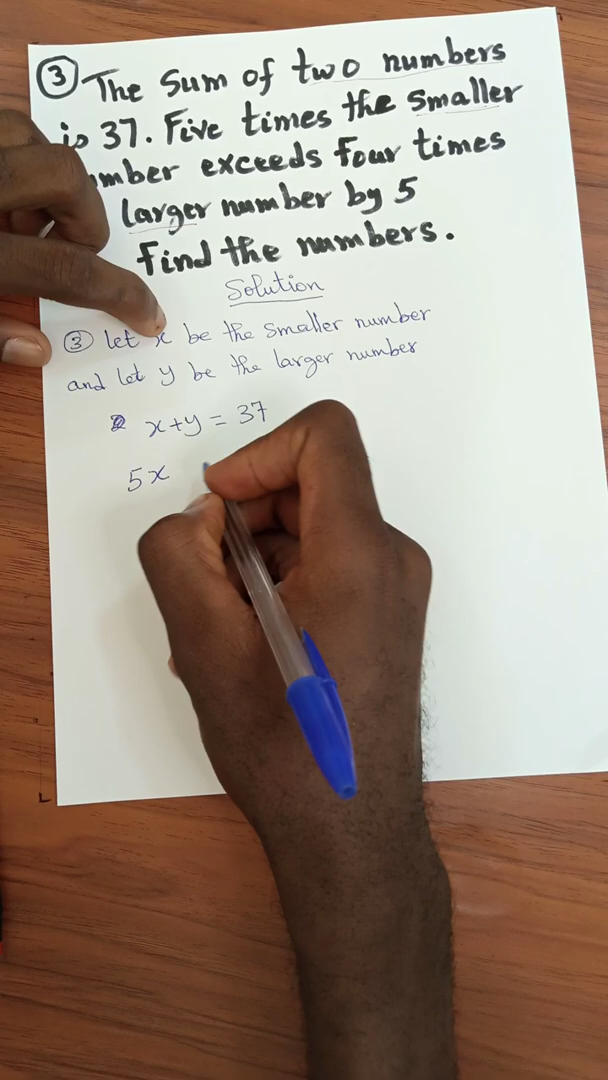 ③ The Sum of two numbers
is 37. Five times the smaller
mber exceeds four times
larger number by 5
Find the numbers.
Solution
③ let x be the smaller number
and let y be the larger number
x+y = 37
5x